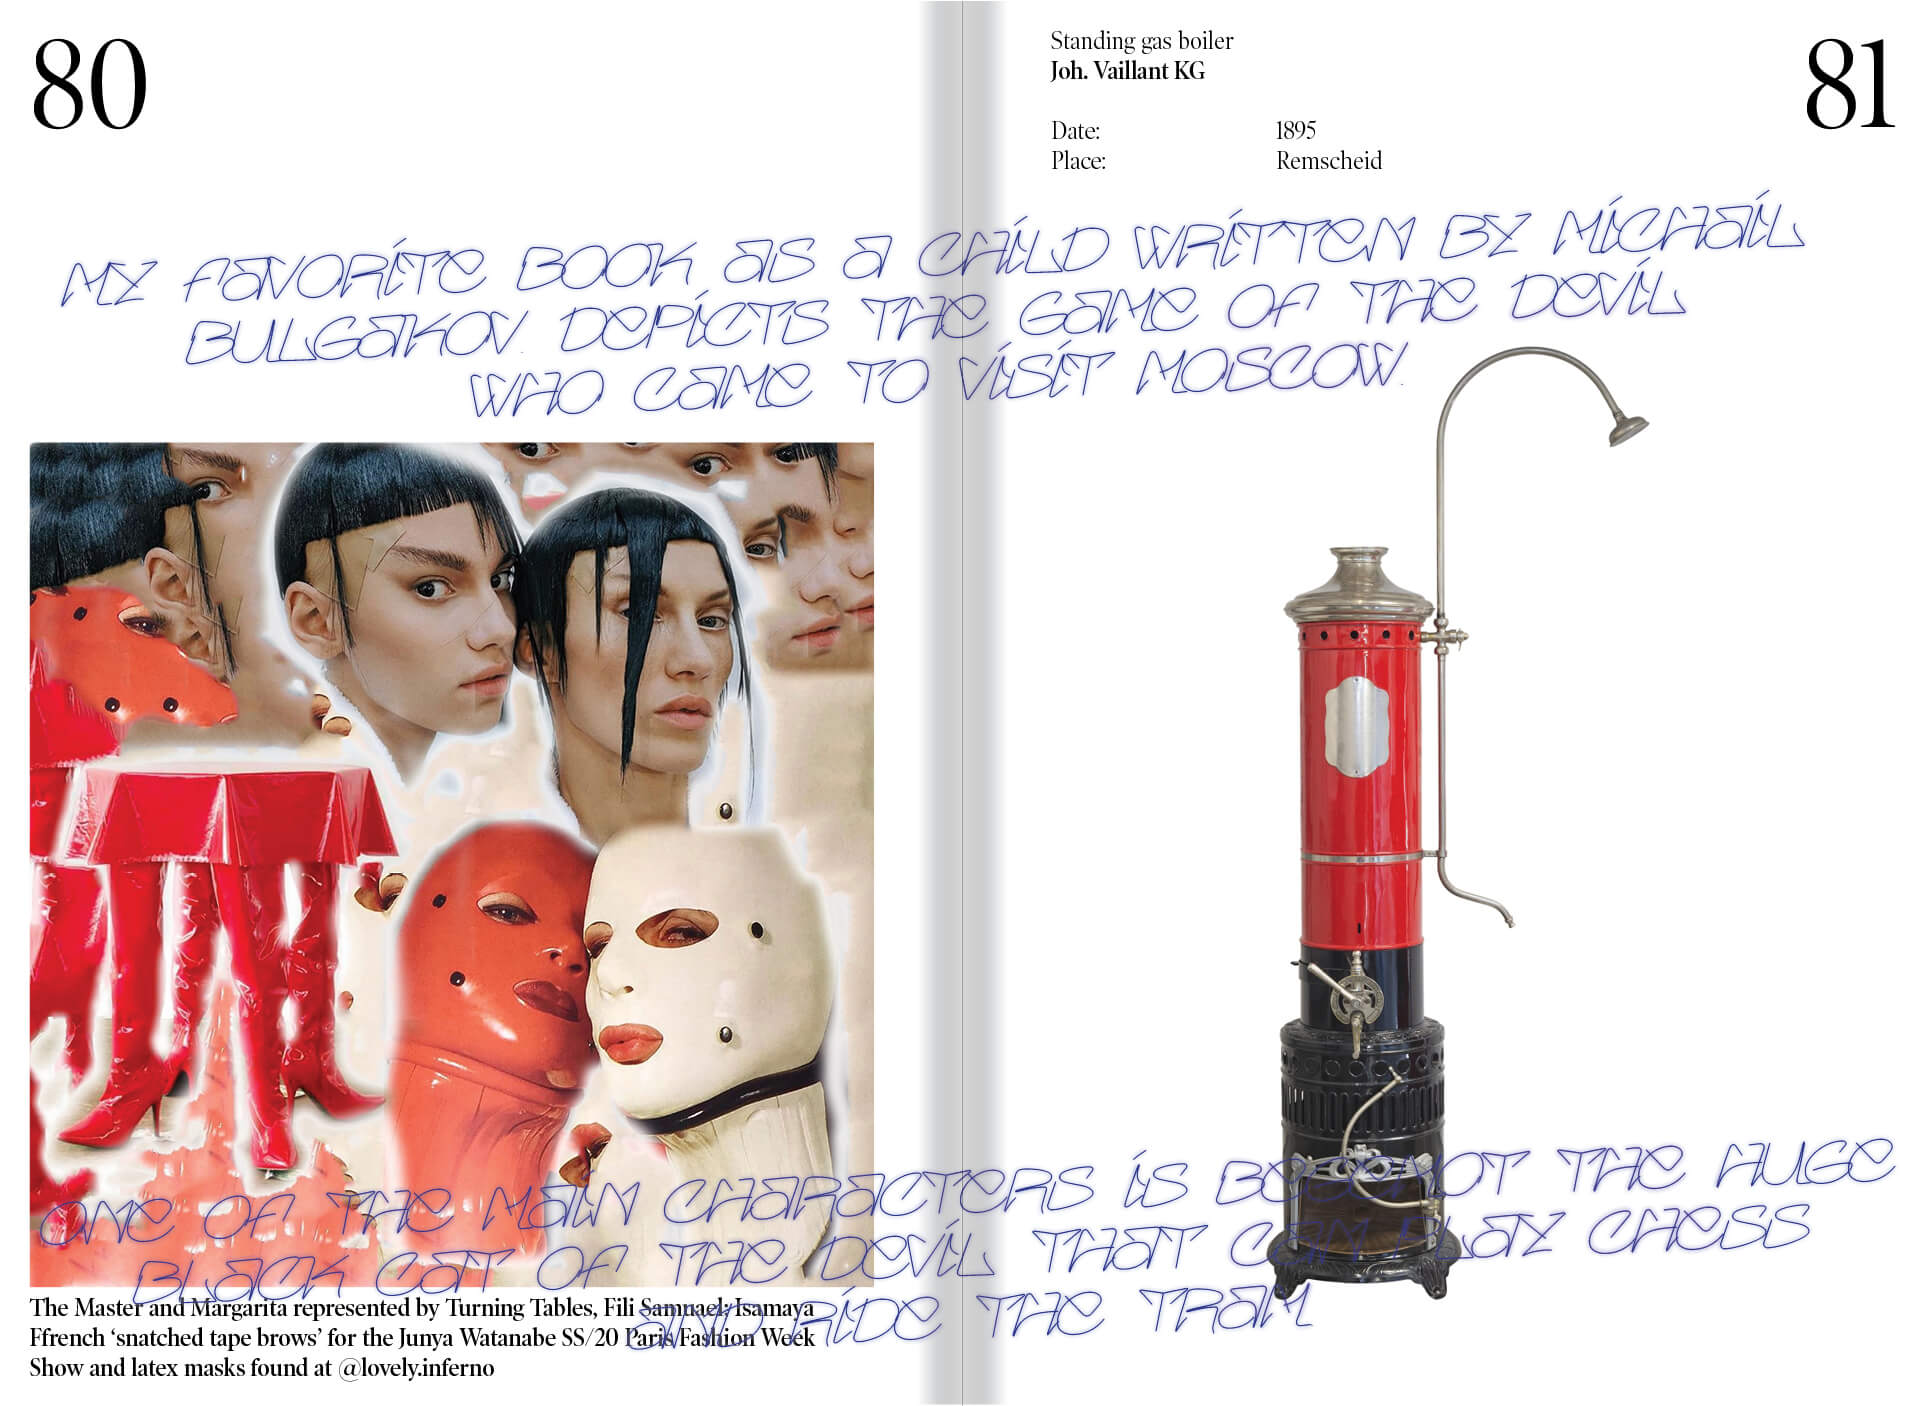 80
Standing gas boiler
Joh. Vaillant KG
Date: 1895
Place: Remscheid
81
MY FAVORITE BOOK AS A CHILD WRITTEN BY MICHAIL
BULGAKOV DEPICTS THE GAME OF THE DEVIL
WHO CAME TO VISIT MOSCOW.
ONE OF THE MAIN CHARACTERS IS BEGEMOT THE HUGE
BLACK CAT OF THE DEVIL THAT CAN PLAY CHESS
AND RIDE THE TRAM
The Master and Margarita represented by Turning Tables, Fili Samnael; Isamaya
Ffrench ‘snatched tape brows’ for the Junya Watanabe SS/20 Paris Fashion Week
Show and latex masks found at @lovely.inferno